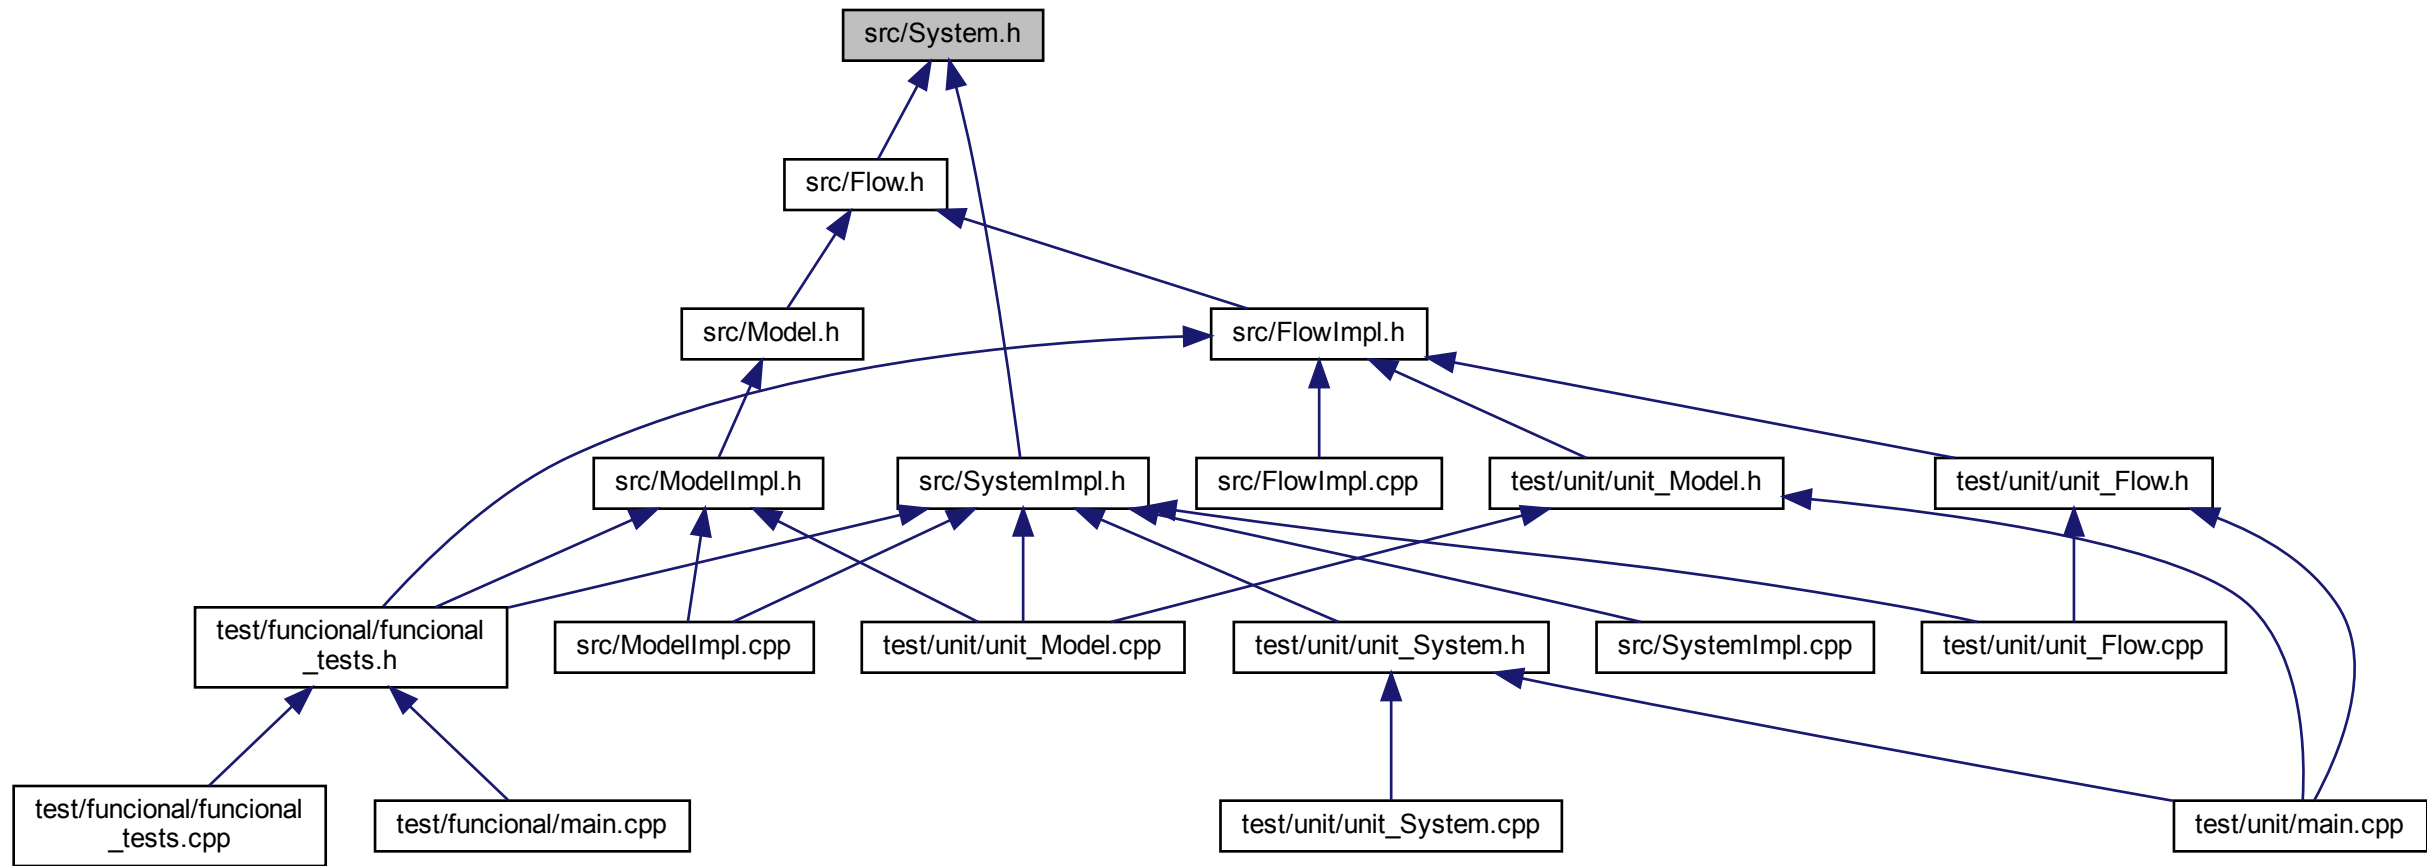 src/System.h
src/Flow.h
src/Model.h
src/FlowImpl.h
src/ModelImpl.h
src/SystemImpl.h
src/FlowImpl.cpp
test/unit/unit_Model.h
test/unit/unit_Flow.h
test/funcional/funcional
_tests.h
src/ModelImpl.cpp
test/unit/unit_Model.cpp
test/unit/unit_System.h
src/SystemImpl.cpp
test/unit/unit_Flow.cpp
test/funcional/funcional
_tests.cpp
test/funcional/main.cpp
test/unit/unit_System.cpp
test/unit/main.cpp